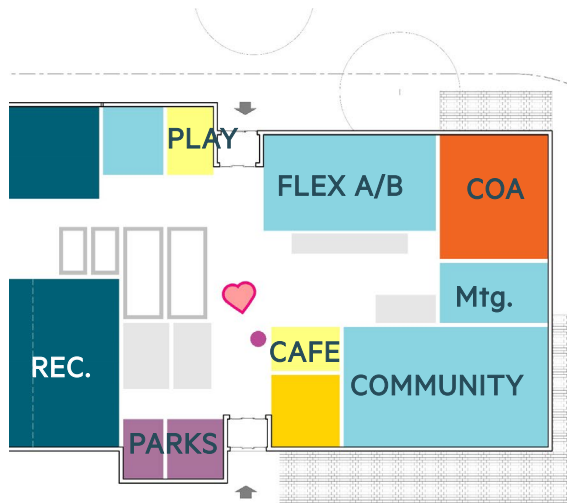 PLAY
FLEX A/B
COA
Mtg.
REC.
CAFE
COMMUNITY
PARKS